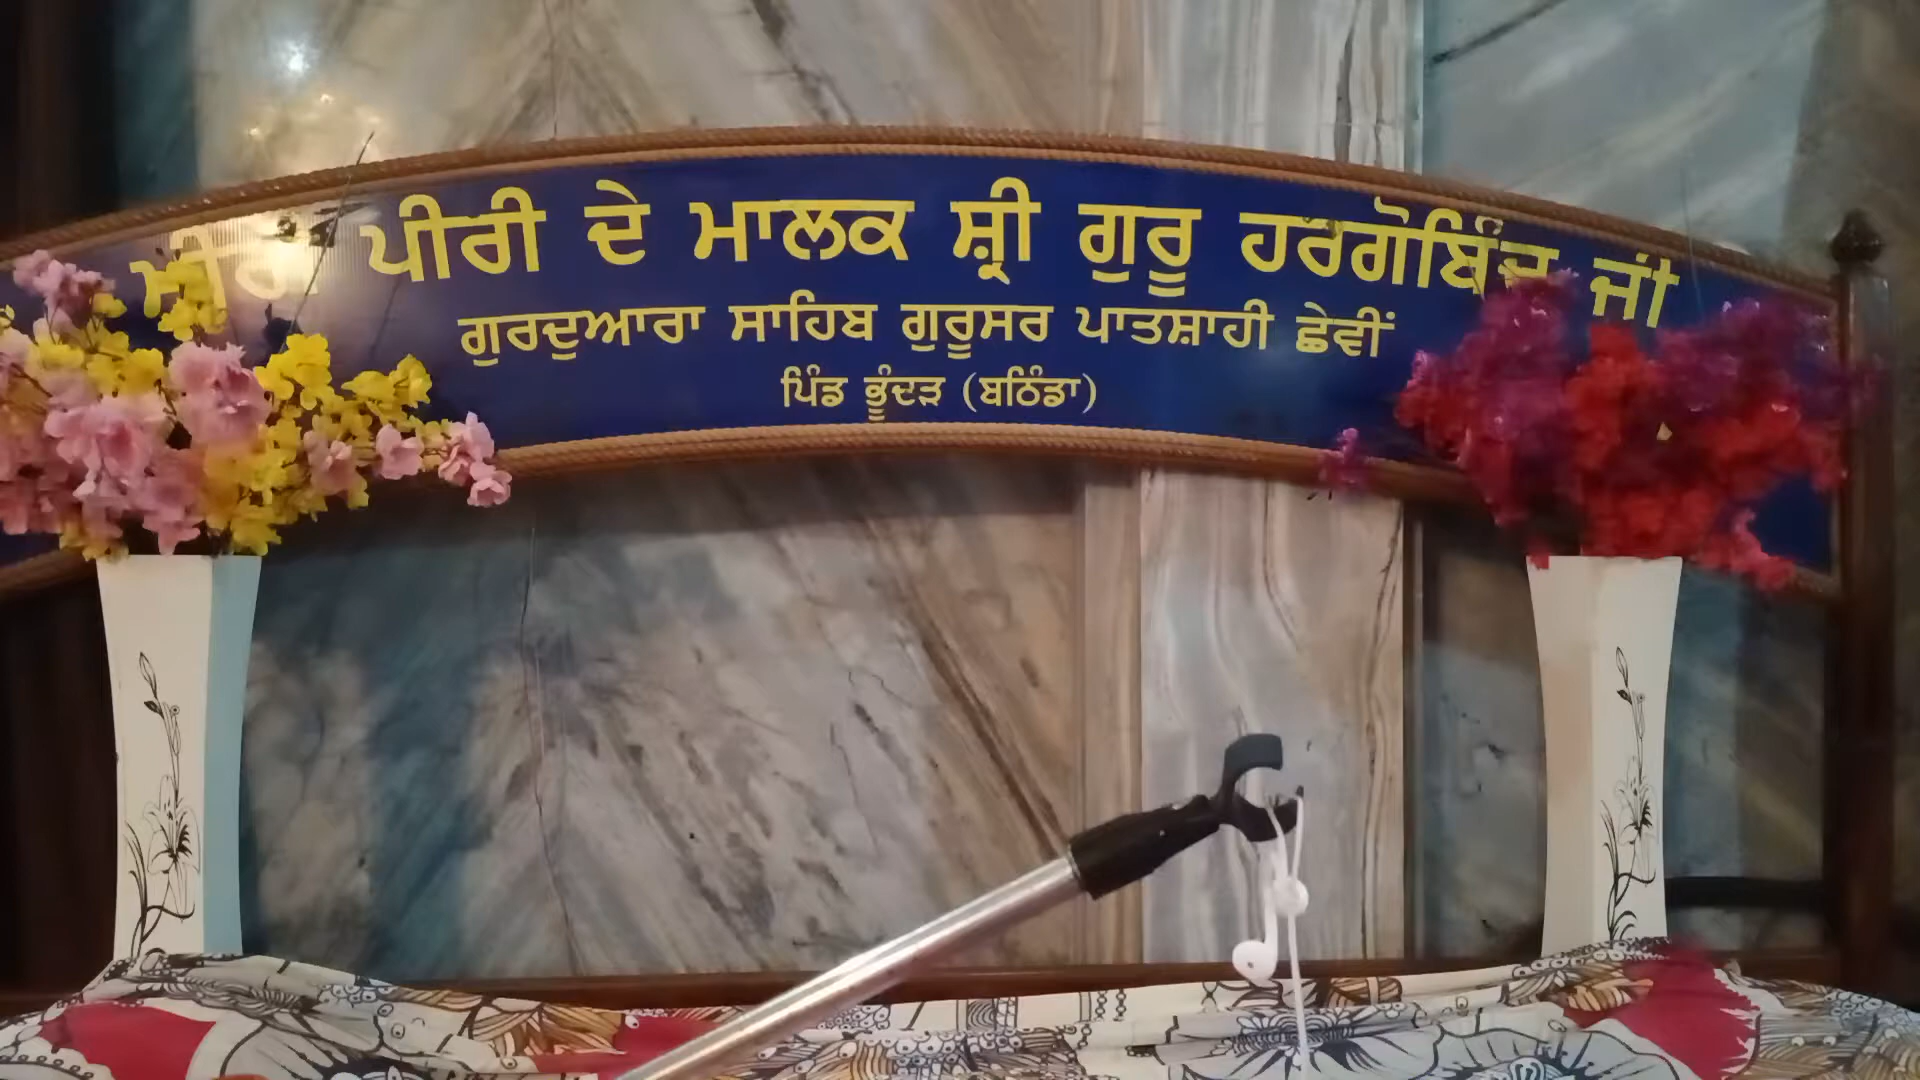 ਮੀਰੀ ਪੀਰੀ ਦੇ ਮਾਲਕ ਸ਼੍ਰੀ ਗੁਰੂ ਹਰਗੋਬਿੰਦ ਜੀ
ਗੁਰਦੁਆਰਾ ਸਾਹਿਬ ਗੁਰੂਸਰ ਪਾਤਸ਼ਾਹੀ ਛੇਵੀਂ
ਪਿੰਡ ਭੂੰਦੜ (ਬਠਿੰਡਾ)